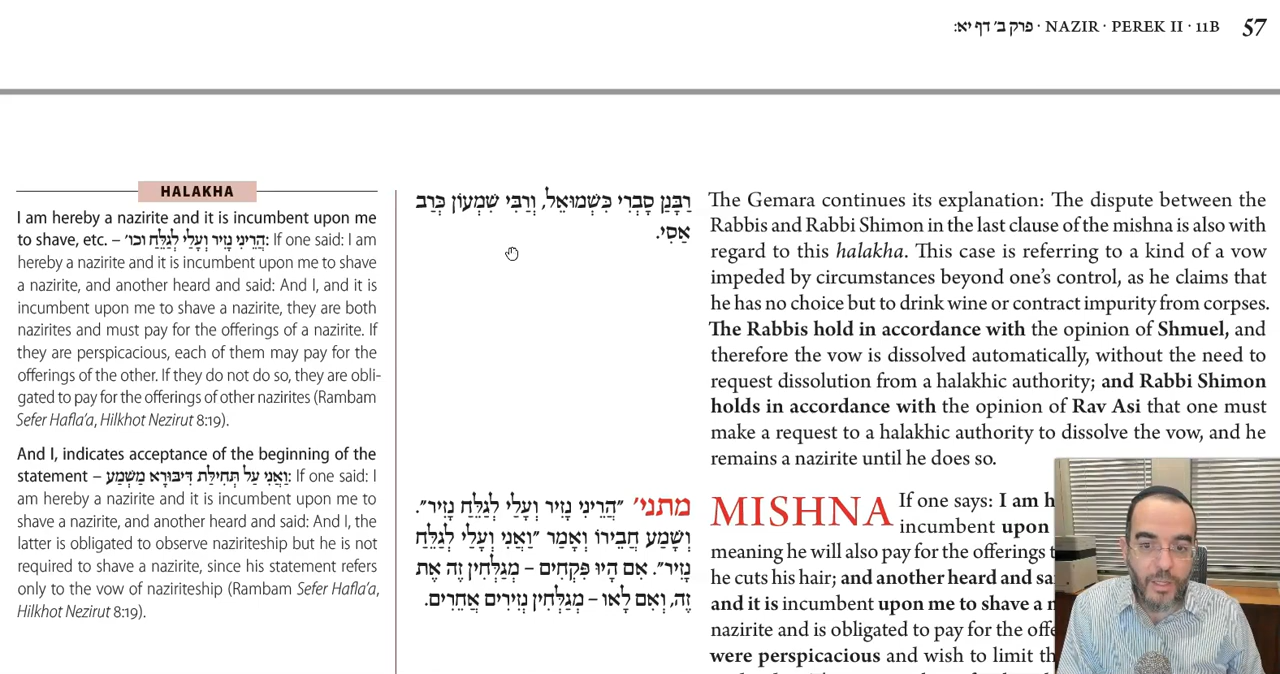 פרק ב׳ דף יא: · NAZIR · PEREK II · 11B 57
HALAKHA
I am hereby a nazirite and it is incumbent upon me
to shave, etc. – הֲרֵינִי נָזִיר וְעָלַי לְגַלֵּחַ וכו׳: If one said: I am
hereby a nazirite and it is incumbent upon me to shave
a nazirite, and another heard and said: And I, and it is
incumbent upon me to shave a nazirite, they are both
nazirites and must pay for the offerings of a nazirite. If
they are perspicacious, each of them may pay for the
offerings of the other. If they do not do so, they are obli-
gated to pay for the offerings of other nazirites (Rambam
Sefer Hafla’a, Hilkhot Nezirut 8:19).
And I, indicates acceptance of the beginning of the
statement – וַאֲנִי עַל תְּחִילַּת דִּיבּוּרָא מַשְׁמַע: If one said: I
am hereby a nazirite and it is incumbent upon me to
shave a nazirite, and another heard and said: And I, the
latter is obligated to observe naziriteship but he is not
required to shave a nazirite, since his statement refers
only to the vow of naziriteship (Rambam Sefer Hafla’a,
Hilkhot Nezirut 8:19).
רַבָּנַן סָבְרִי כִּשְׁמוּאֵל, וְרַבִּי שִׁמְעוֹן כְּרַב
אַסִי.
מתני׳ ״הֲרֵינִי נָזִיר וְעָלַי לְגַלֵּחַ נָזִיר״.
וְשָׁמַע חֲבֵירוֹ וְאָמַר ״וַאֲנִי וְעָלַי לְגַלֵּחַ
נָזִיר״. אִם הָיוּ פִּקְחִים – מְגַלְּחִין זֶה אֶת
זֶה, וְאִם לָאו – מְגַלְּחִין נְזִירִים אֲחֵרִים.
The Gemara continues its explanation: The dispute between the
Rabbis and Rabbi Shimon in the last clause of the mishna is also with
regard to this halakha. This case is referring to a kind of a vow
impeded by circumstances beyond one’s control, as he claims that
he has no choice but to drink wine or contract impurity from corpses.
The Rabbis hold in accordance with the opinion of Shmuel, and
therefore the vow is dissolved automatically, without the need to
request dissolution from a halakhic authority; and Rabbi Shimon
holds in accordance with the opinion of Rav Asi that one must
make a request to a halakhic authority to dissolve the vow, and he
remains a nazirite until he does so.
MISHNA If one says: I am h
incumbent upon
meaning he will also pay for the offerings
he cuts his hair; and another heard and sa
and it is incumbent upon me to shave a
nazirite and is obligated to pay for the offe
were perspicacious and wish to limit th